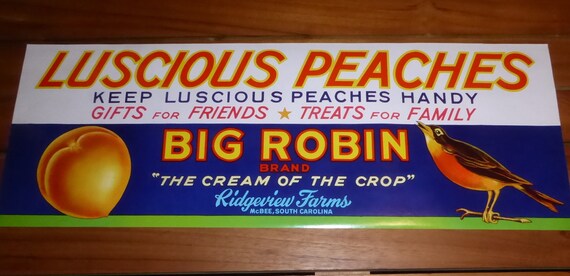 LUSCIOUS PEACHES
KEEP LUSCIOUS PEACHES HANDY
GIFTS FOR FRIENDS ★ TREATS FOR FAMILY
BIG ROBIN
BRAND
"THE CREAM OF THE CROP"
Ridgeview Farms
McBEE, SOUTH CAROLINA